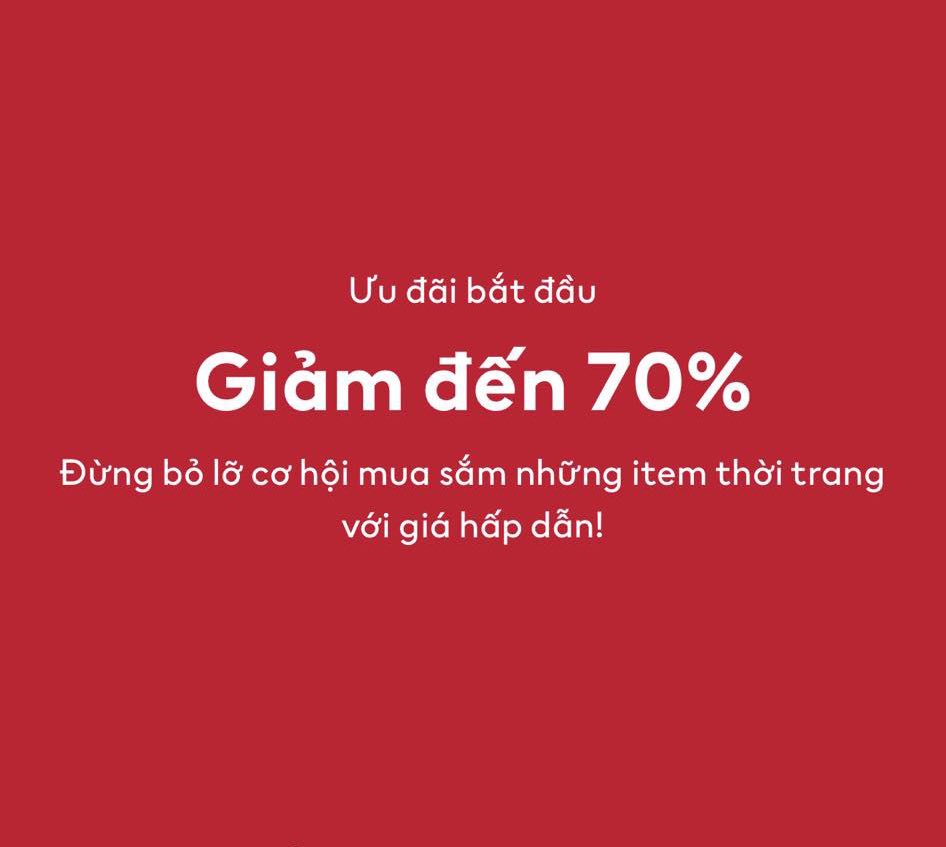 Ưu đãi bắt đầu
Giảm đến 70%
Đừng bỏ lỡ cơ hội mua sắm những item thời trang
với giá hấp dẫn!